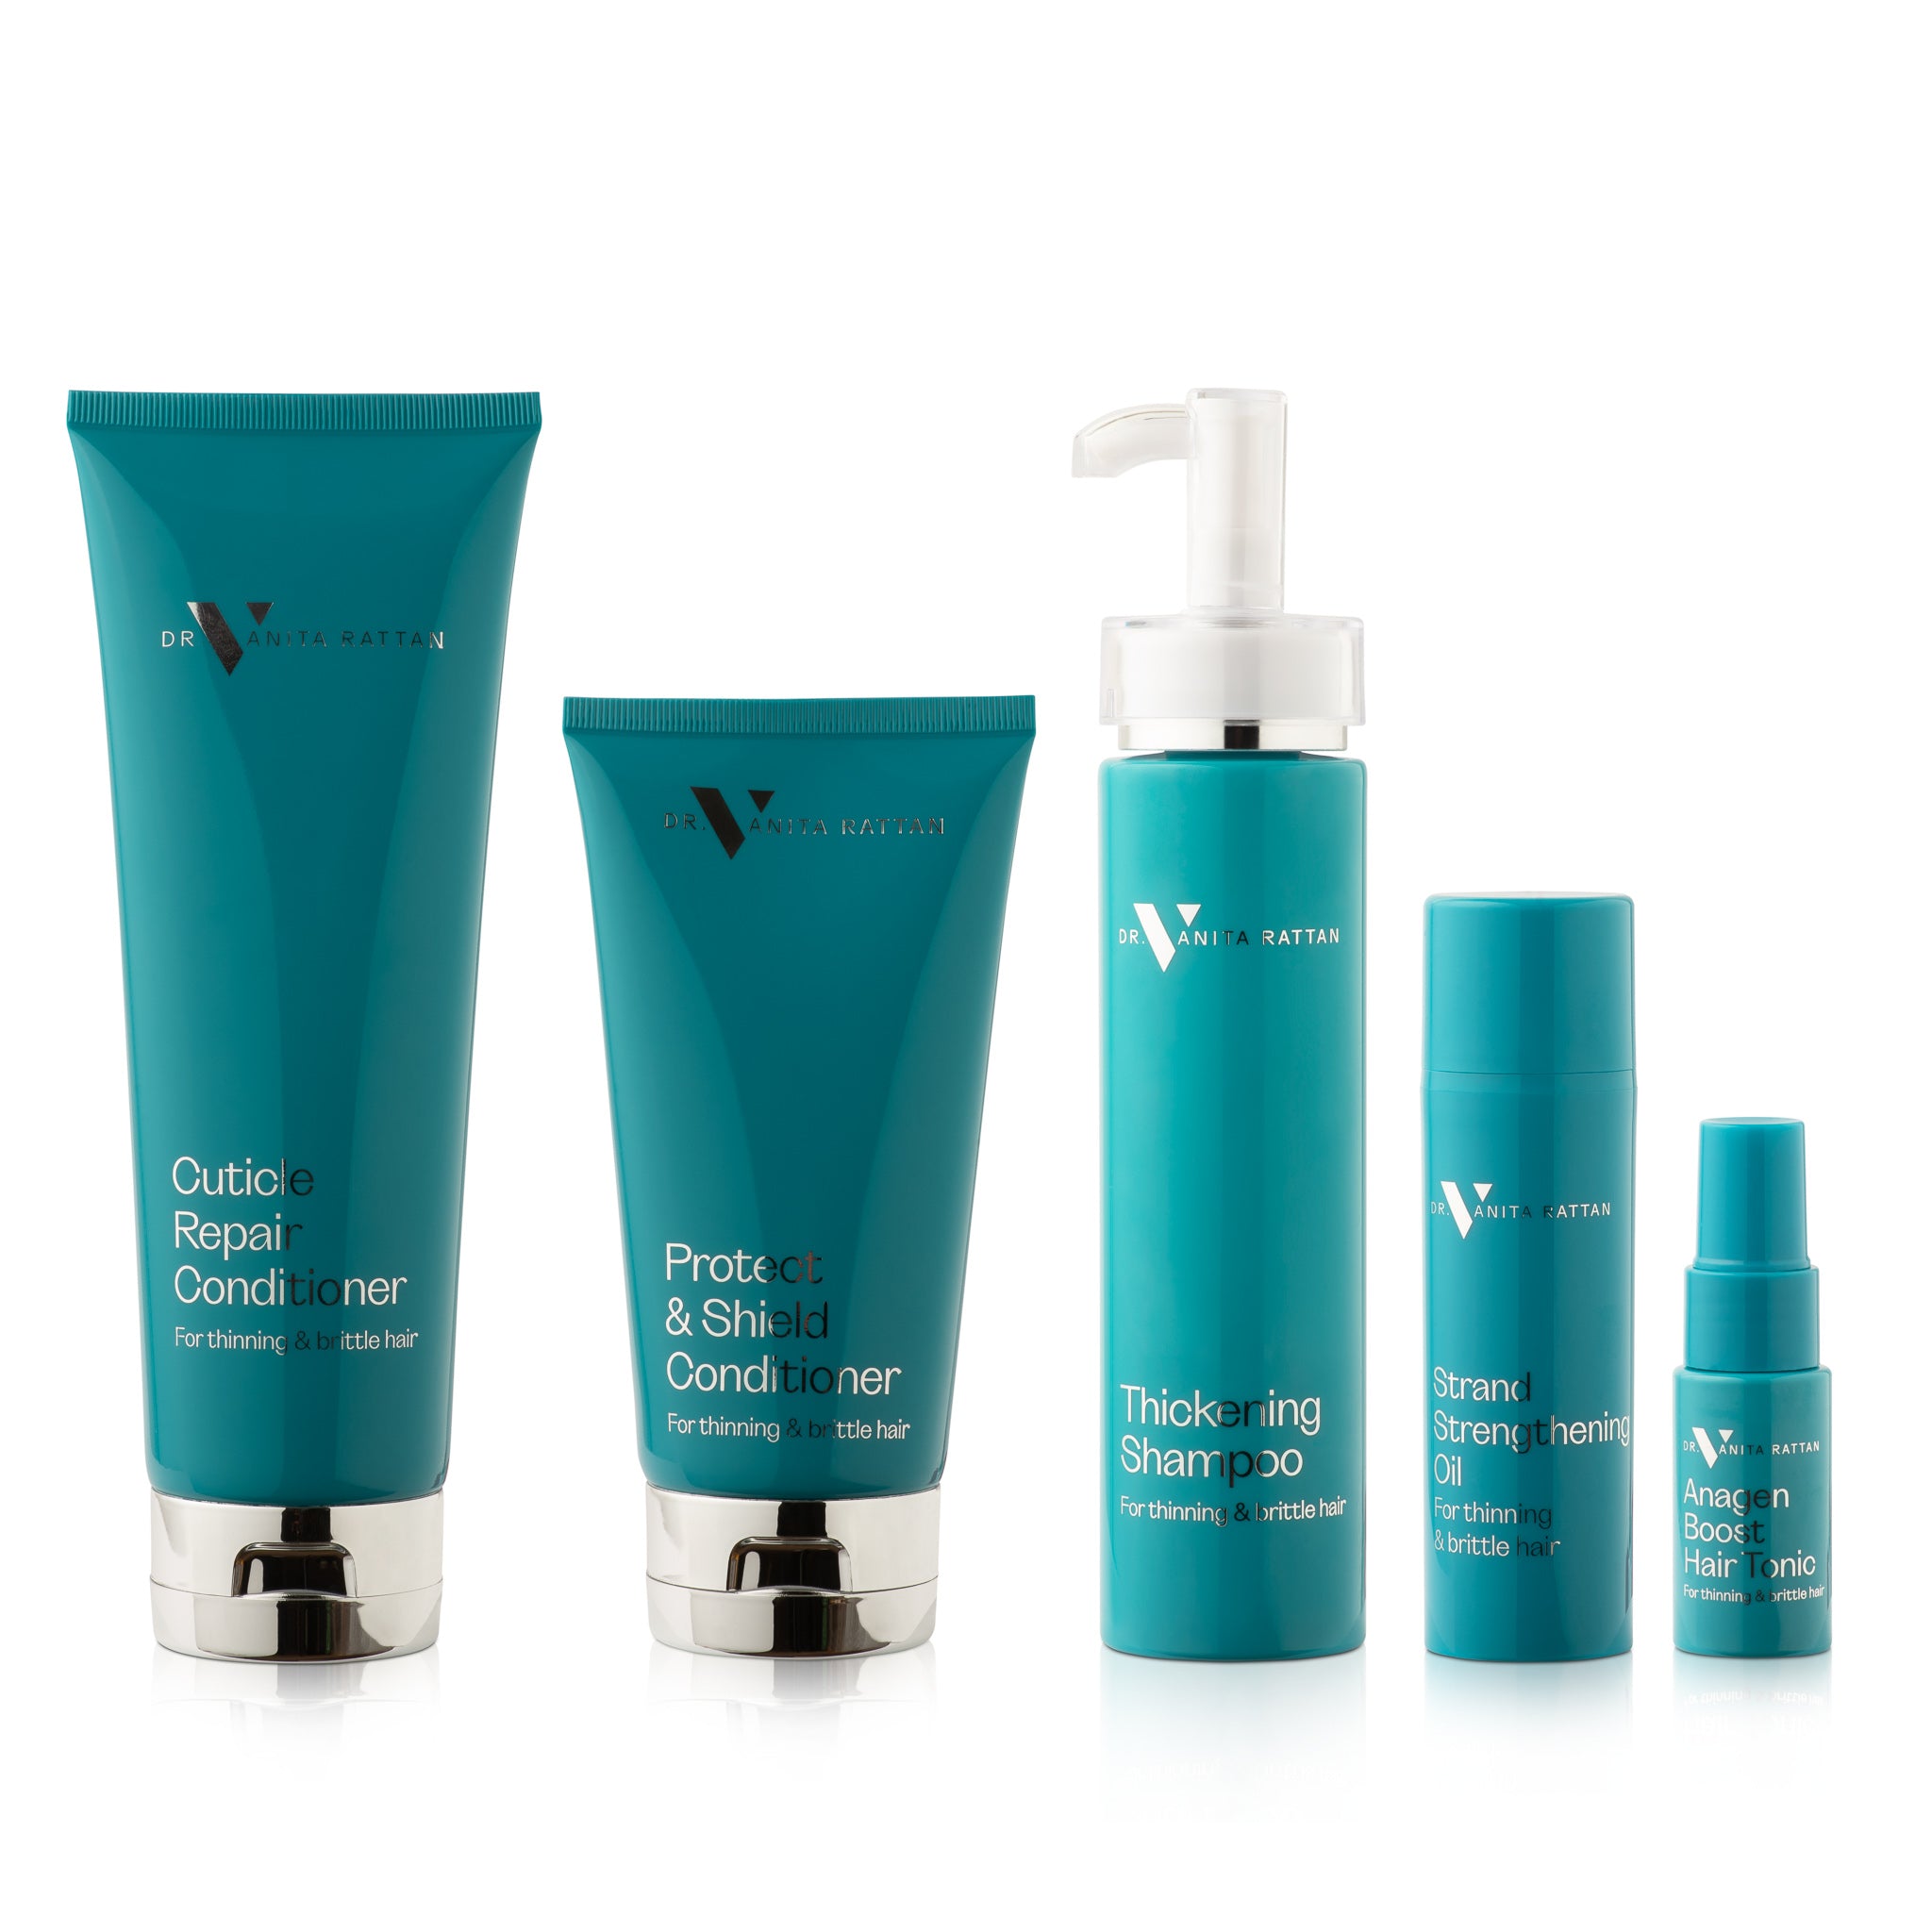 DR. VANITA RATTAN
Cuticle
Repair
Conditioner
For thinning & brittle hair
DR. VANITA RATTAN
Protect
& Shield
Conditioner
For thinning & brittle hair
DR. VANITA RATTAN
Thickening
Shampoo
For thinning & brittle hair
DR. VANITA RATTAN
Strand
Strengthening
Oil
For thinning
& brittle hair
DR. VANITA RATTAN
Anagen
Boost
Hair Tonic
For thinning & brittle hair